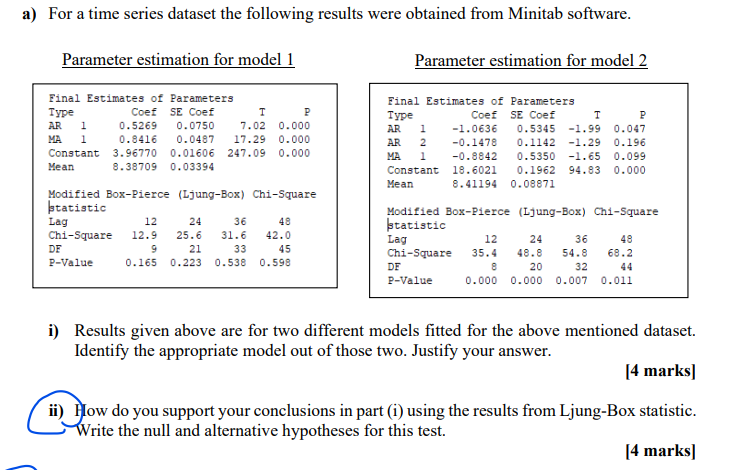 a) For a time series dataset the following results were obtained from Minitab software.
Parameter estimation for model 1
Final Estimates of Parameters
Type Coef SE Coef T P
AR 1 0.5269 0.0750 7.02 0.000
MA 1 0.8416 0.0487 17.29 0.000
Constant 3.96770 0.01606 247.09 0.000
Mean 8.38709 0.03394
Modified Box-Pierce (Ljung-Box) Chi-Square
statistic
Lag 12 24 36 48
Chi-Square 12.9 25.6 31.6 42.0
DF 9 21 33 45
P-Value 0.165 0.223 0.538 0.598
Parameter estimation for model 2
Final Estimates of Parameters
Type Coef SE Coef T P
AR 1 -1.0636 0.5345 -1.99 0.047
AR 2 -0.1478 0.1142 -1.29 0.196
MA 1 -0.8842 0.5350 -1.65 0.099
Constant 18.6021 0.1962 94.83 0.000
Mean 8.41194 0.08871
Modified Box-Pierce (Ljung-Box) Chi-Square
statistic
Lag 12 24 36 48
Chi-Square 35.4 48.8 54.8 68.2
DF 8 20 32 44
P-Value 0.000 0.000 0.007 0.011
i) Results given above are for two different models fitted for the above mentioned dataset.
Identify the appropriate model out of those two. Justify your answer.
[4 marks]
ii) How do you support your conclusions in part (i) using the results from Ljung-Box statistic.
Write the null and alternative hypotheses for this test.
[4 marks]